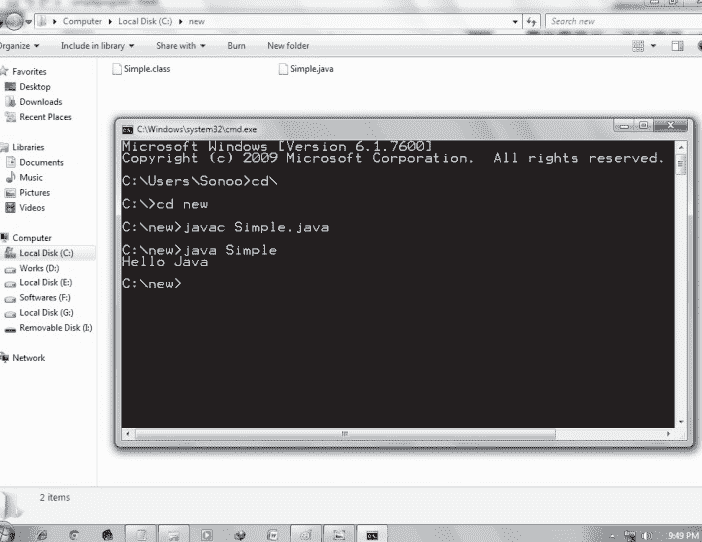 Computer ▸ Local Disk (C:) ▸ new
Search new
Organize
Include in library
Share with
Burn
New folder
Favorites
Desktop
Downloads
Recent Places
Libraries
Documents
Music
Pictures
Videos
Computer
Local Disk (C:)
Works (D:)
Local Disk (E:)
Softwares (F:)
Local Disk (G:)
Removable Disk (I:)
Network
Simple.class
Simple.java
C:\Windows\system32\cmd.exe
Microsoft Windows [Version 6.1.7600]
Copyright (c) 2009 Microsoft Corporation.  All rights reserved.
C:\Users\Sonoo>cd\
C:\>cd new
C:\new>javac Simple.java
C:\new>java Simple
Hello Java
C:\new>
2 items
9:49 PM